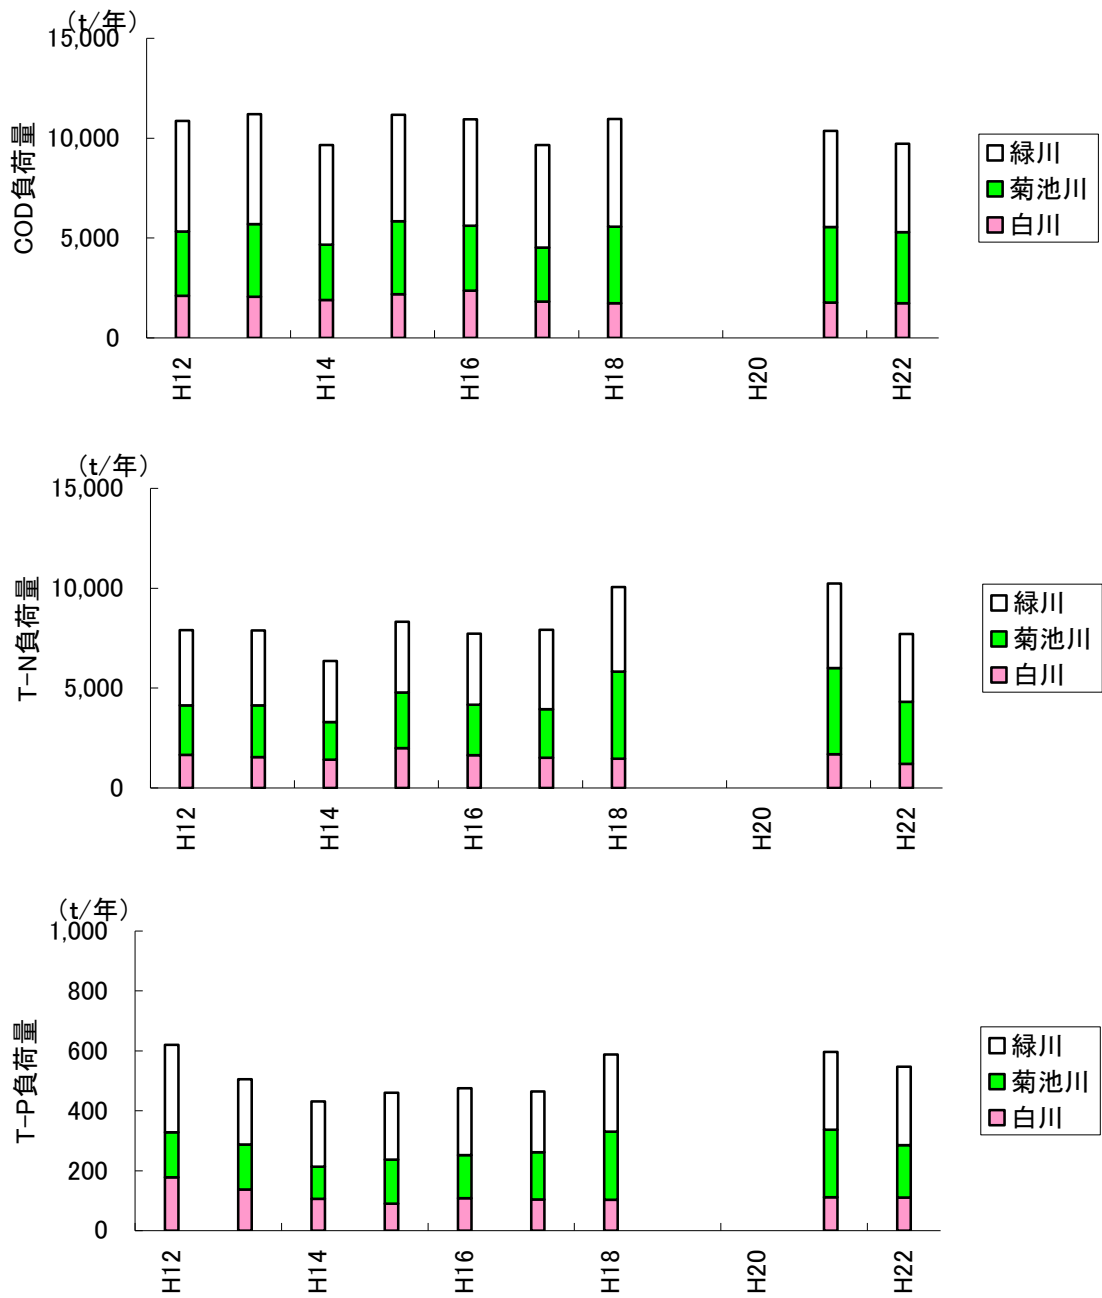 (t/年)
15,000
10,000
5,000
0
COD負荷量
H12
H14
H16
H18
H20
H22
緑川
菊池川
白川
(t/年)
15,000
10,000
5,000
0
T-N負荷量
H12
H14
H16
H18
H20
H22
緑川
菊池川
白川
(t/年)
1,000
800
600
400
200
0
T-P負荷量
H12
H14
H16
H18
H20
H22
緑川
菊池川
白川